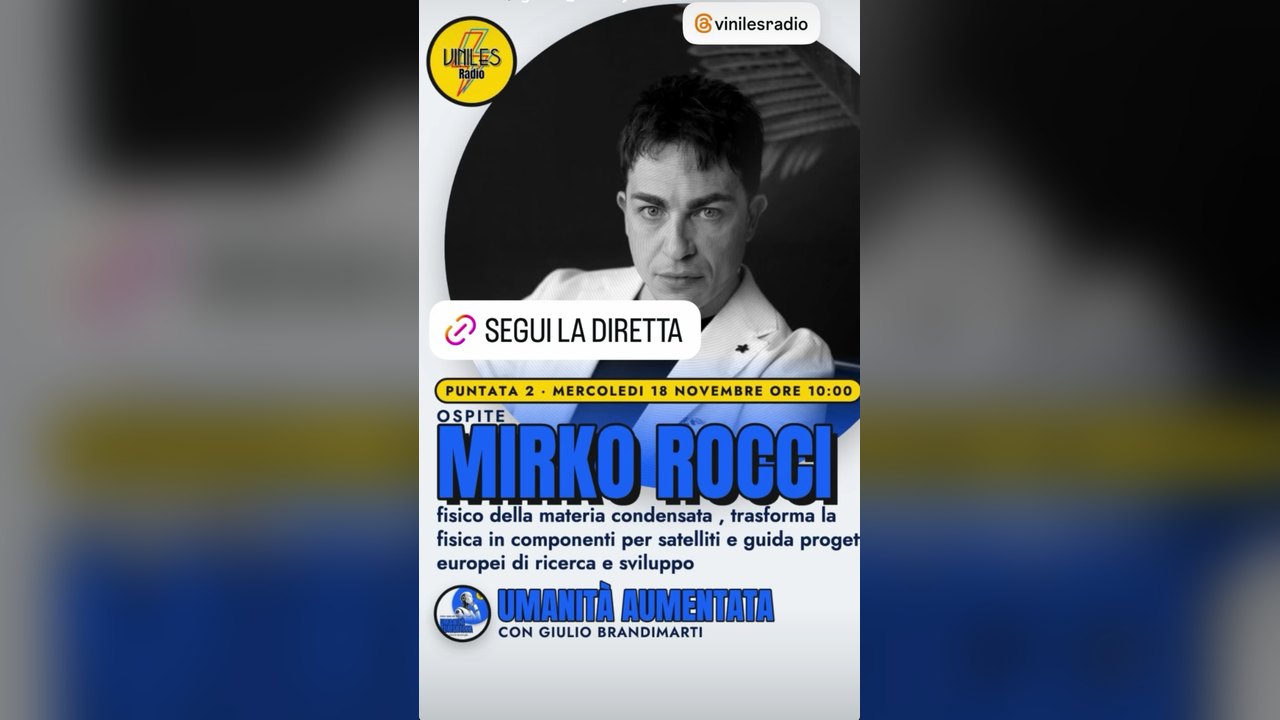 vinilesradio
VINILES
Radio
SEGUI LA DIRETTA
PUNTATA 2 · MERCOLEDI 18 NOVEMBRE ORE 10:00
OSPITE
MIRKO ROCCI
fisico della materia condensata , trasforma la
fisica in componenti per satelliti e guida proget
europei di ricerca e sviluppo
UMANITÀ AUMENTATA
CON GIULIO BRANDIMARTI